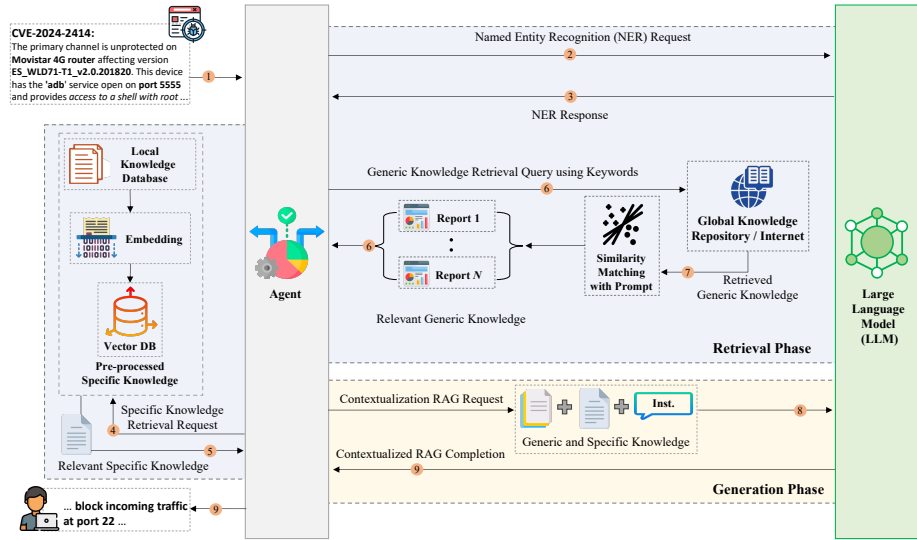 CVE-2024-2414:
The primary channel is unprotected on
Movistar 4G router affecting version
ES_WLD71-T1_v2.0.201820. This device
has the 'adb' service open on port 5555
and provides access to a shell with root ...
1
Named Entity Recognition (NER) Request
2
3
NER Response
Local
Knowledge
Database
Embedding
Vector DB
Pre-processed
Specific Knowledge
Specific Knowledge
Retrieval Request
4
5
Relevant Specific Knowledge
Agent
Generic Knowledge Retrieval Query using Keywords
6
Global Knowledge
Repository / Internet
7
Retrieved
Generic Knowledge
Similarity
Matching
with Prompt
Report 1
Report N
6
Relevant Generic Knowledge
Retrieval Phase
Large
Language
Model
(LLM)
Contextualization RAG Request
Inst.
Generic and Specific Knowledge
8
Contextualized RAG Completion
9
Generation Phase
9
... block incoming traffic
at port 22 ...